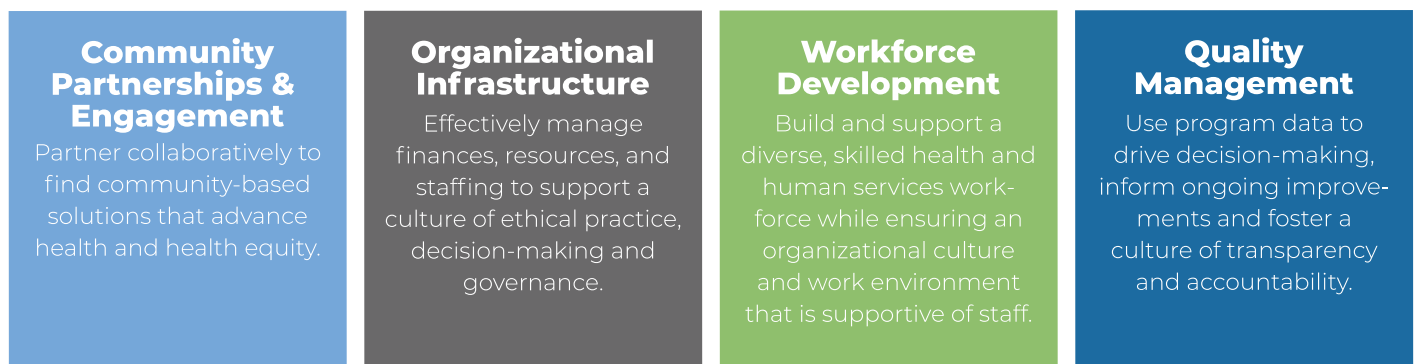 Community
Partnerships &
Engagement
Partner collaboratively to
find community-based
solutions that advance
health and health equity.
Organizational
Infrastructure
Effectively manage
finances, resources, and
staffing to support a
culture of ethical practice,
decision-making and
governance.
Workforce
Development
Build and support a
diverse, skilled health and
human services work-
force while ensuring an
organizational culture
and work environment
that is supportive of staff.
Quality
Management
Use program data to
drive decision-making,
inform ongoing improve-
ments and foster a
culture of transparency
and accountability.